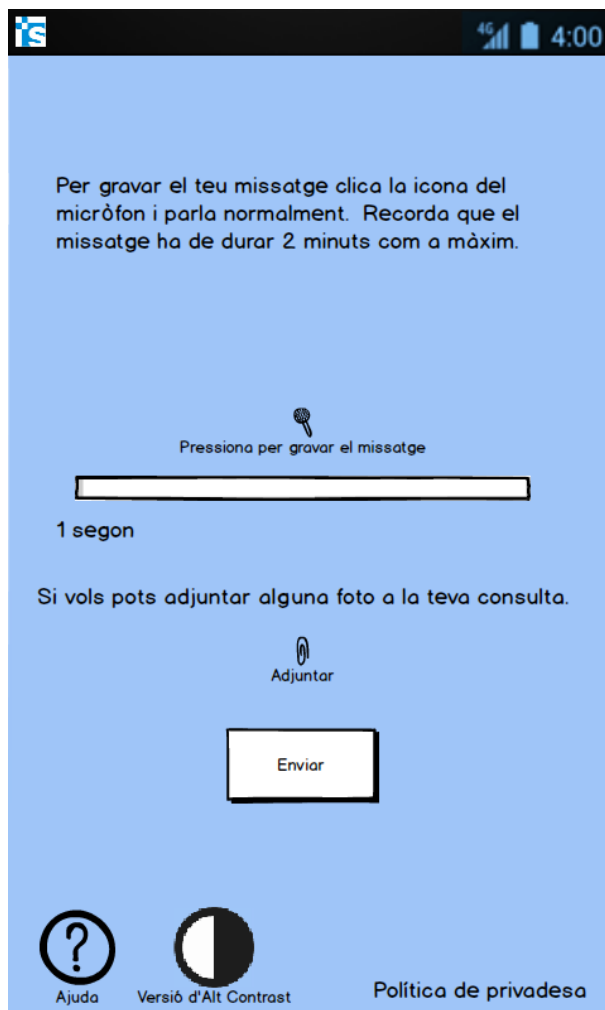 is
4G 4:00
Per gravar el teu missatge clica la icona del
micròfon i parla normalment. Recorda que el
missatge ha de durar 2 minuts com a màxim.
Pressiona per gravar el missatge
1 segon
Si vols pots adjuntar alguna foto a la teva consulta.
Adjuntar
Enviar
?
Ajuda
Versió d'Alt Contrast
Política de privadesa